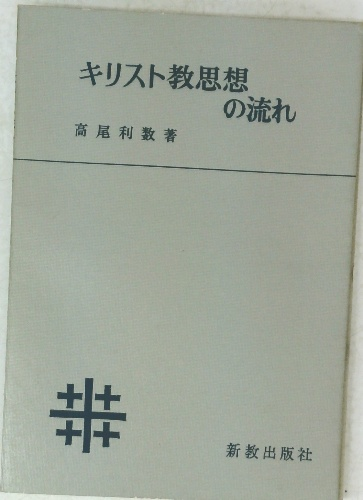 キリスト教思想
の流れ
高尾利数著
新教出版社